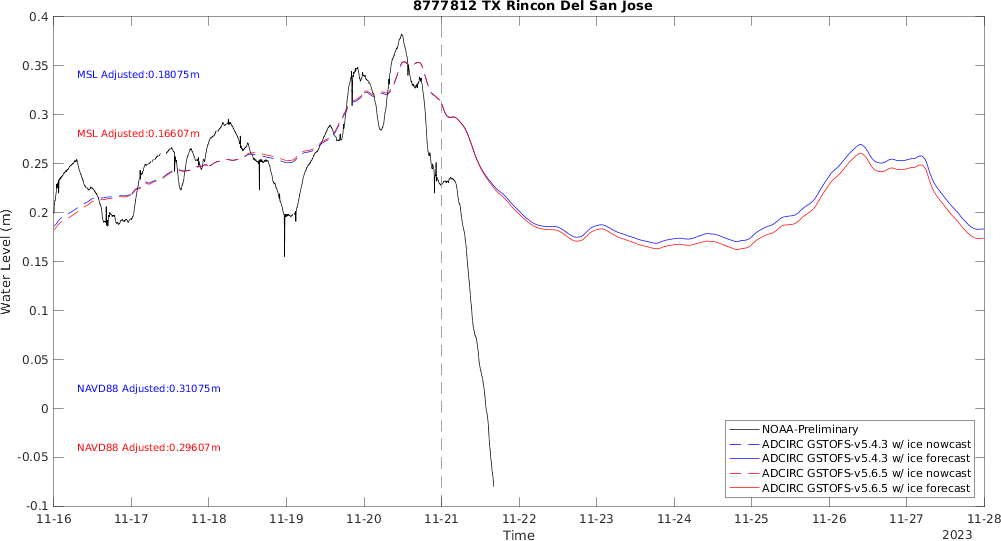 8777812 TX Rincon Del San Jose
0.4
0.35
0.3
0.25
0.2
0.15
0.1
0.05
0
-0.05
-0.1
Water Level (m)
MSL Adjusted:0.18075m
MSL Adjusted:0.16607m
NAVD88 Adjusted:0.31075m
NAVD88 Adjusted:0.29607m
NOAA-Preliminary
ADCIRC GSTOFS-v5.4.3 w/ ice nowcast
ADCIRC GSTOFS-v5.4.3 w/ ice forecast
ADCIRC GSTOFS-v5.6.5 w/ ice nowcast
ADCIRC GSTOFS-v5.6.5 w/ ice forecast
11-16 11-17 11-18 11-19 11-20 11-21 11-22 11-23 11-24 11-25 11-26 11-27 11-28
Time
2023